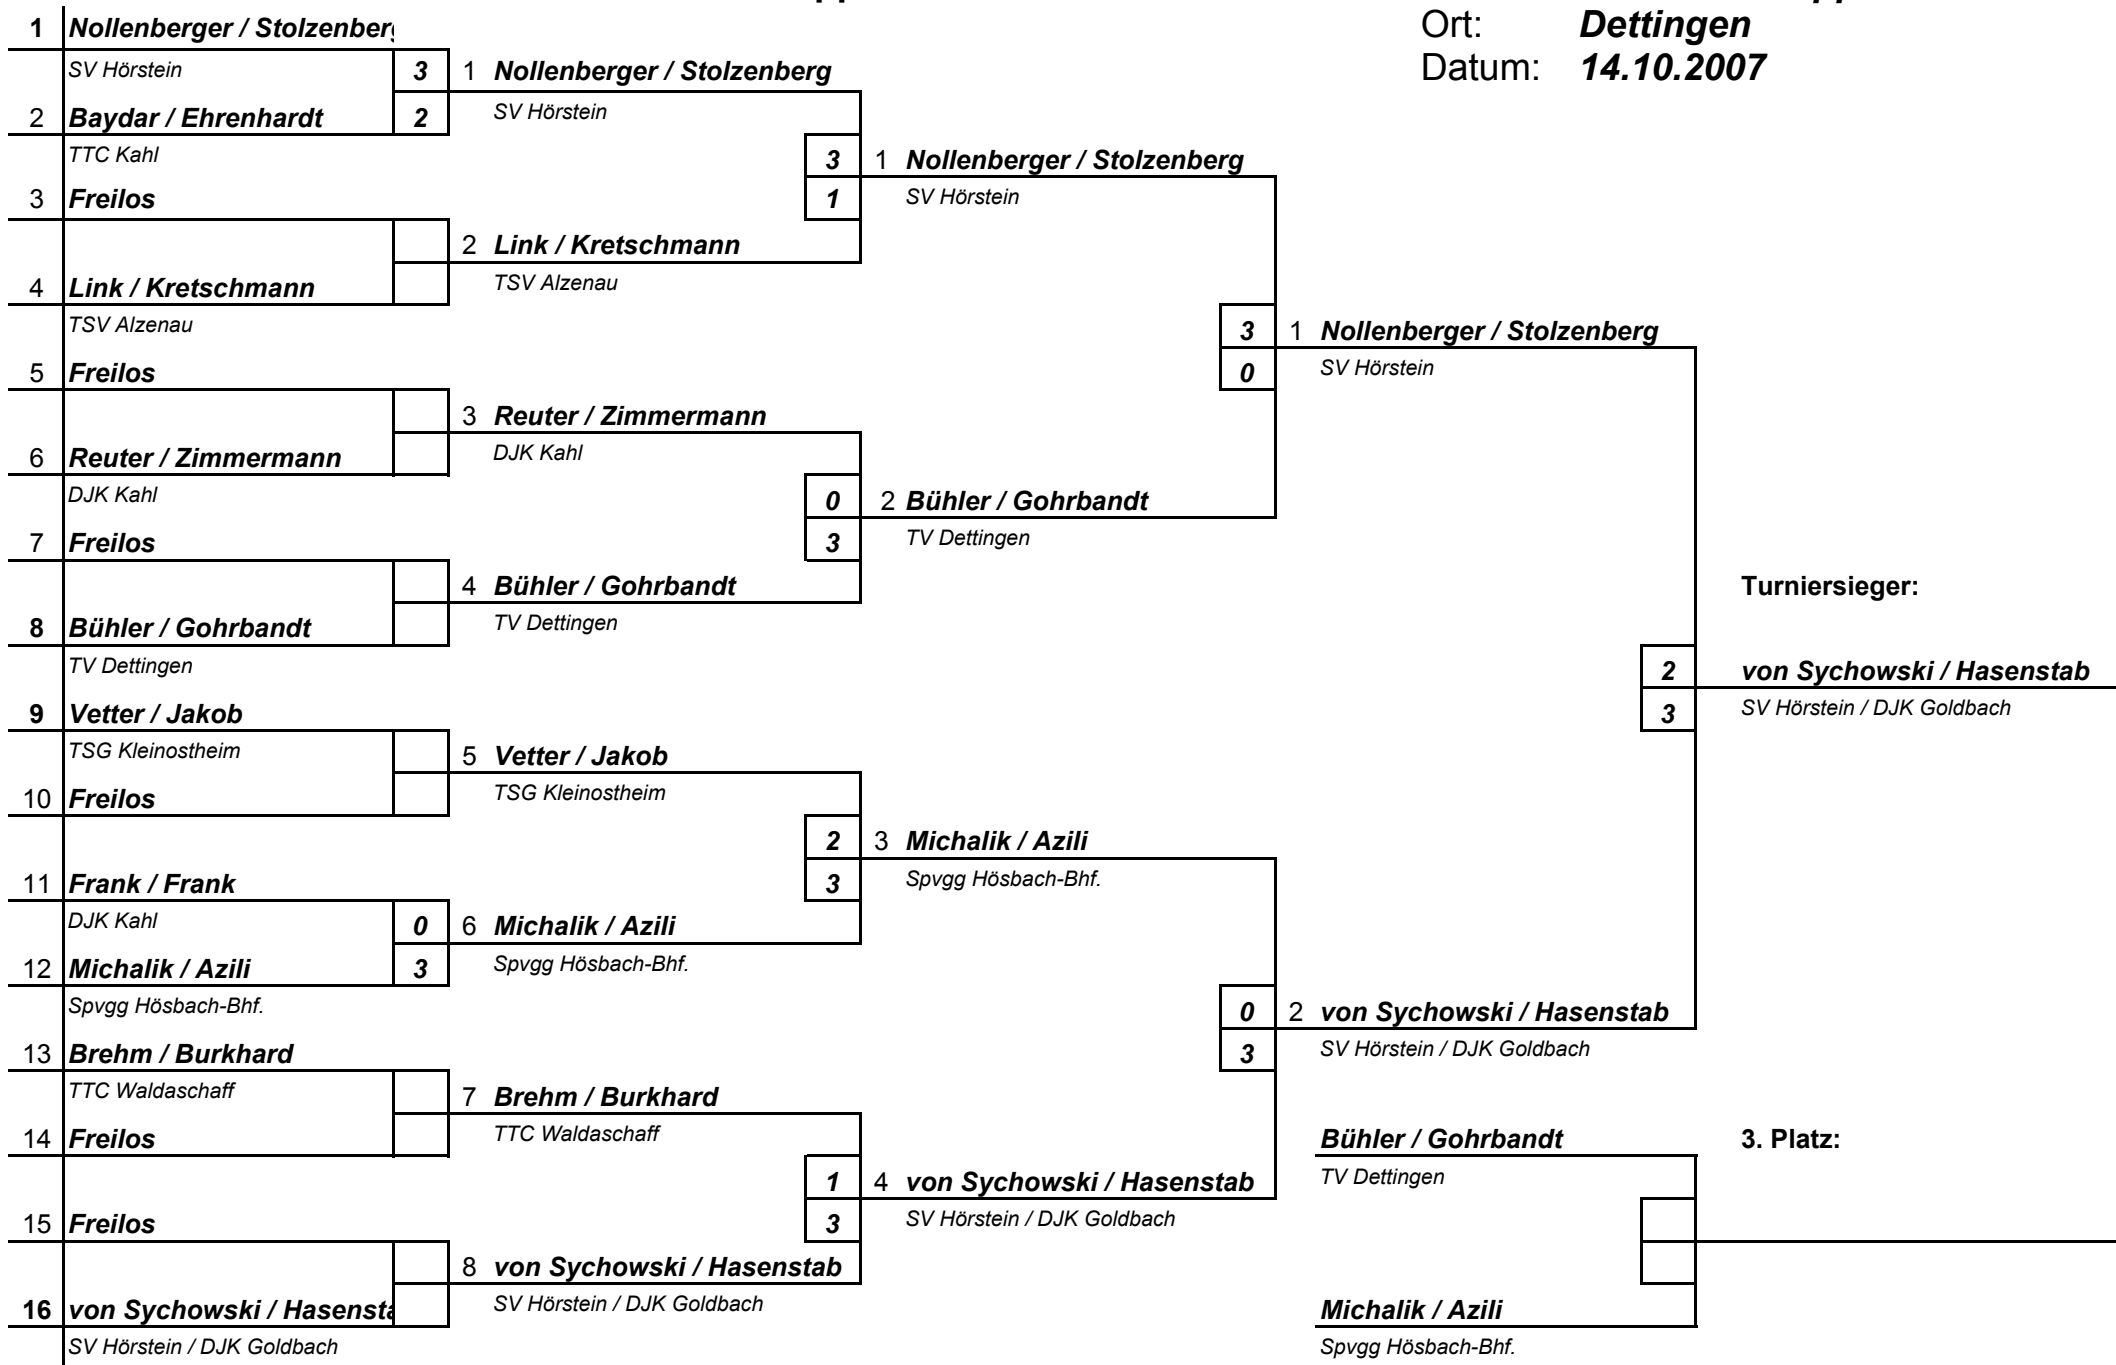 Ort: Dettingen
Datum: 14.10.2007
1 Nollenberger / Stolzenberg
SV Hörstein
3
2
2 Baydar / Ehrenhardt
TTC Kahl
3 Freilos
4 Link / Kretschmann
TSV Alzenau
5 Freilos
6 Reuter / Zimmermann
DJK Kahl
7 Freilos
8 Bühler / Gohrbandt
TV Dettingen
9 Vetter / Jakob
TSG Kleinostheim
10 Freilos
11 Frank / Frank
DJK Kahl
0
3
12 Michalik / Azili
Spvgg Hösbach-Bhf.
13 Brehm / Burkhard
TTC Waldaschaff
14 Freilos
15 Freilos
16 von Sychowski / Hasensta
SV Hörstein / DJK Goldbach
1 Nollenberger / Stolzenberg
SV Hörstein
3
1
2 Link / Kretschmann
TSV Alzenau
3 Reuter / Zimmermann
DJK Kahl
0
3
4 Bühler / Gohrbandt
TV Dettingen
5 Vetter / Jakob
TSG Kleinostheim
2
3
6 Michalik / Azili
Spvgg Hösbach-Bhf.
7 Brehm / Burkhard
TTC Waldaschaff
1
3
8 von Sychowski / Hasenstab
SV Hörstein / DJK Goldbach
1 Nollenberger / Stolzenberg
SV Hörstein
3
0
2 Bühler / Gohrbandt
TV Dettingen
3 Michalik / Azili
Spvgg Hösbach-Bhf.
0
3
4 von Sychowski / Hasenstab
SV Hörstein / DJK Goldbach
1 Nollenberger / Stolzenberg
SV Hörstein
2
3
2 von Sychowski / Hasenstab
SV Hörstein / DJK Goldbach
Turniersieger:
von Sychowski / Hasenstab
SV Hörstein / DJK Goldbach
Bühler / Gohrbandt
TV Dettingen
3. Platz:
Michalik / Azili
Spvgg Hösbach-Bhf.